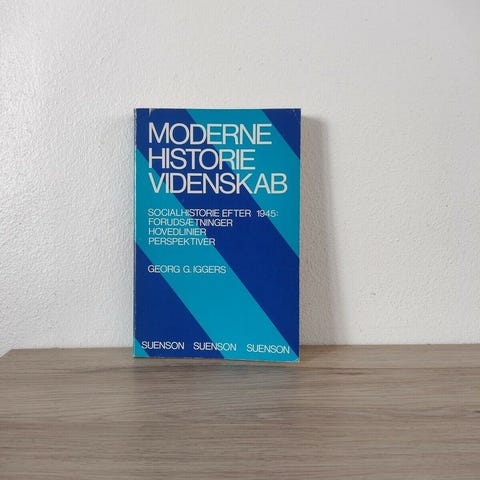 MODERNE
HISTORIE
VIDENSKAB
SOCIALHISTORIE EFTER 1945:
FORUDSÆTNINGER
HOVEDLINIER
PERSPEKTIVER
GEORG G. IGGERS
SUENSON SUENSON SUENSON